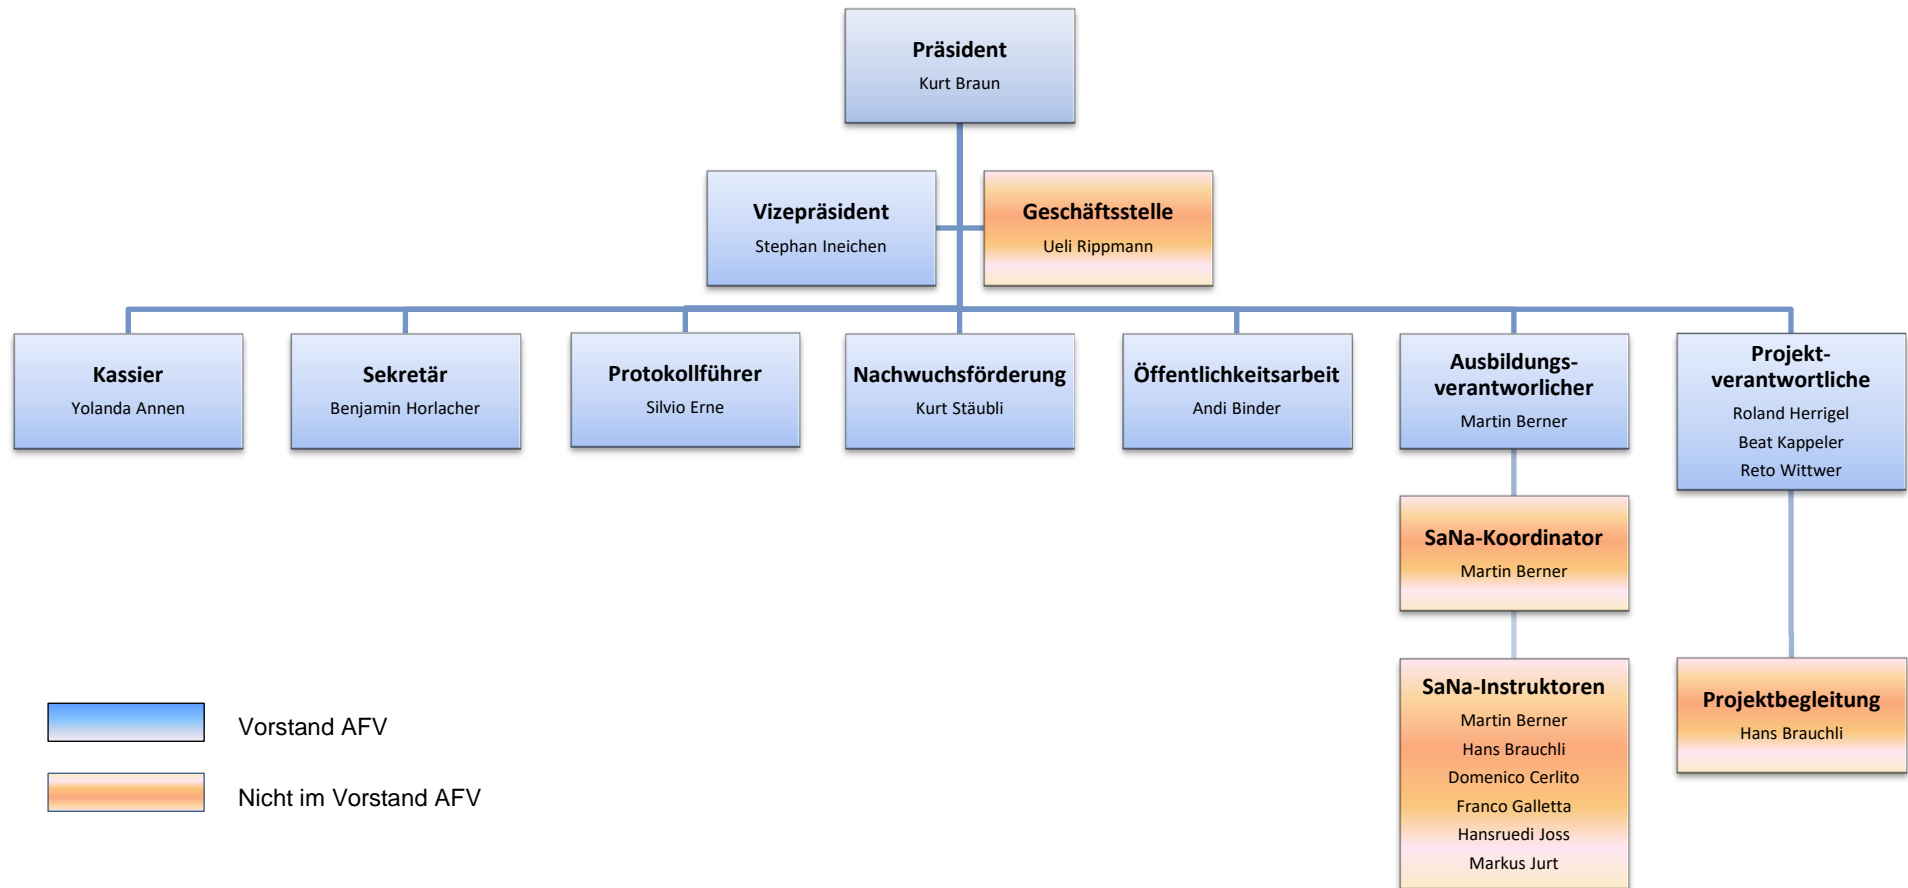 Präsident
Kurt Braun
Vizepräsident
Stephan Ineichen
Geschäftsstelle
Ueli Rippmann
Kassier
Yolanda Annen
Sekretär
Benjamin Horlacher
Protokollführer
Silvio Erne
Nachwuchsförderung
Kurt Stäubli
Öffentlichkeitsarbeit
Andi Binder
Ausbildungs-
verantworlicher
Martin Berner
Projekt-
verantwortliche
Roland Herrigel
Beat Kappeler
Reto Wittwer
SaNa-Koordinator
Martin Berner
SaNa-Instruktoren
Martin Berner
Hans Brauchli
Domenico Cerlito
Franco Galletta
Hansruedi Joss
Markus Jurt
Projektbegleitung
Hans Brauchli
Vorstand AFV
Nicht im Vorstand AFV